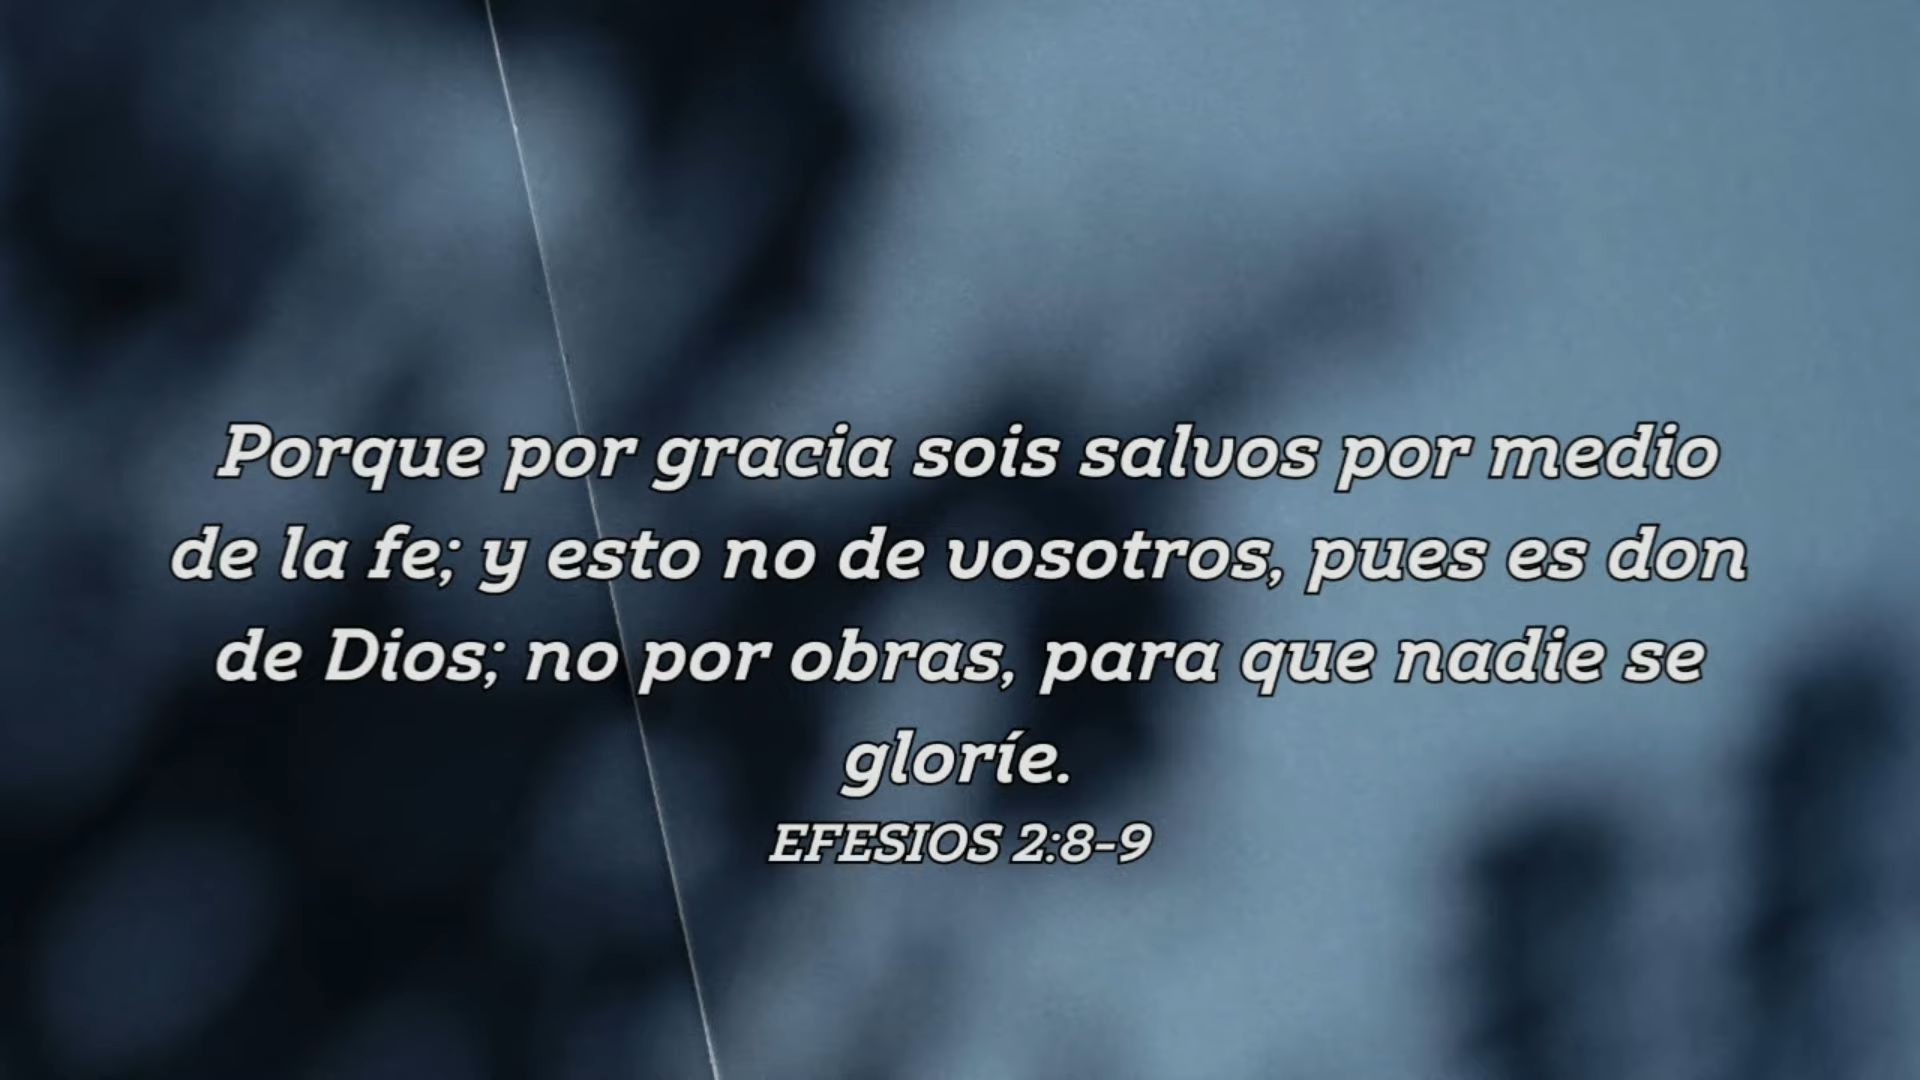 Porque por gracia sois salvos por medio
de la fe; y esto no de vosotros, pues es don
de Dios; no por obras, para que nadie se
gloríe.
EFESIOS 2:8-9